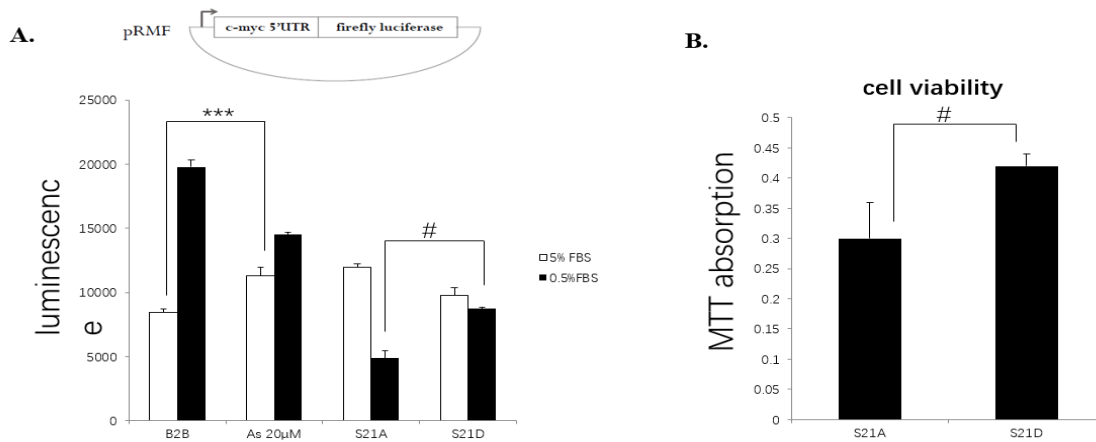 A.
pRMF
c-myc 5'UTR
firefly luciferase
25000
20000
15000
10000
5000
0
luminescenc
e
***
#
5% FBS
0.5%FBS
B2B
As 20μM
S21A
S21D
B.
cell viability
#
MTT absorption
0.5
0.45
0.4
0.35
0.3
0.25
0.2
0.15
0.1
0.05
0
S21A
S21D